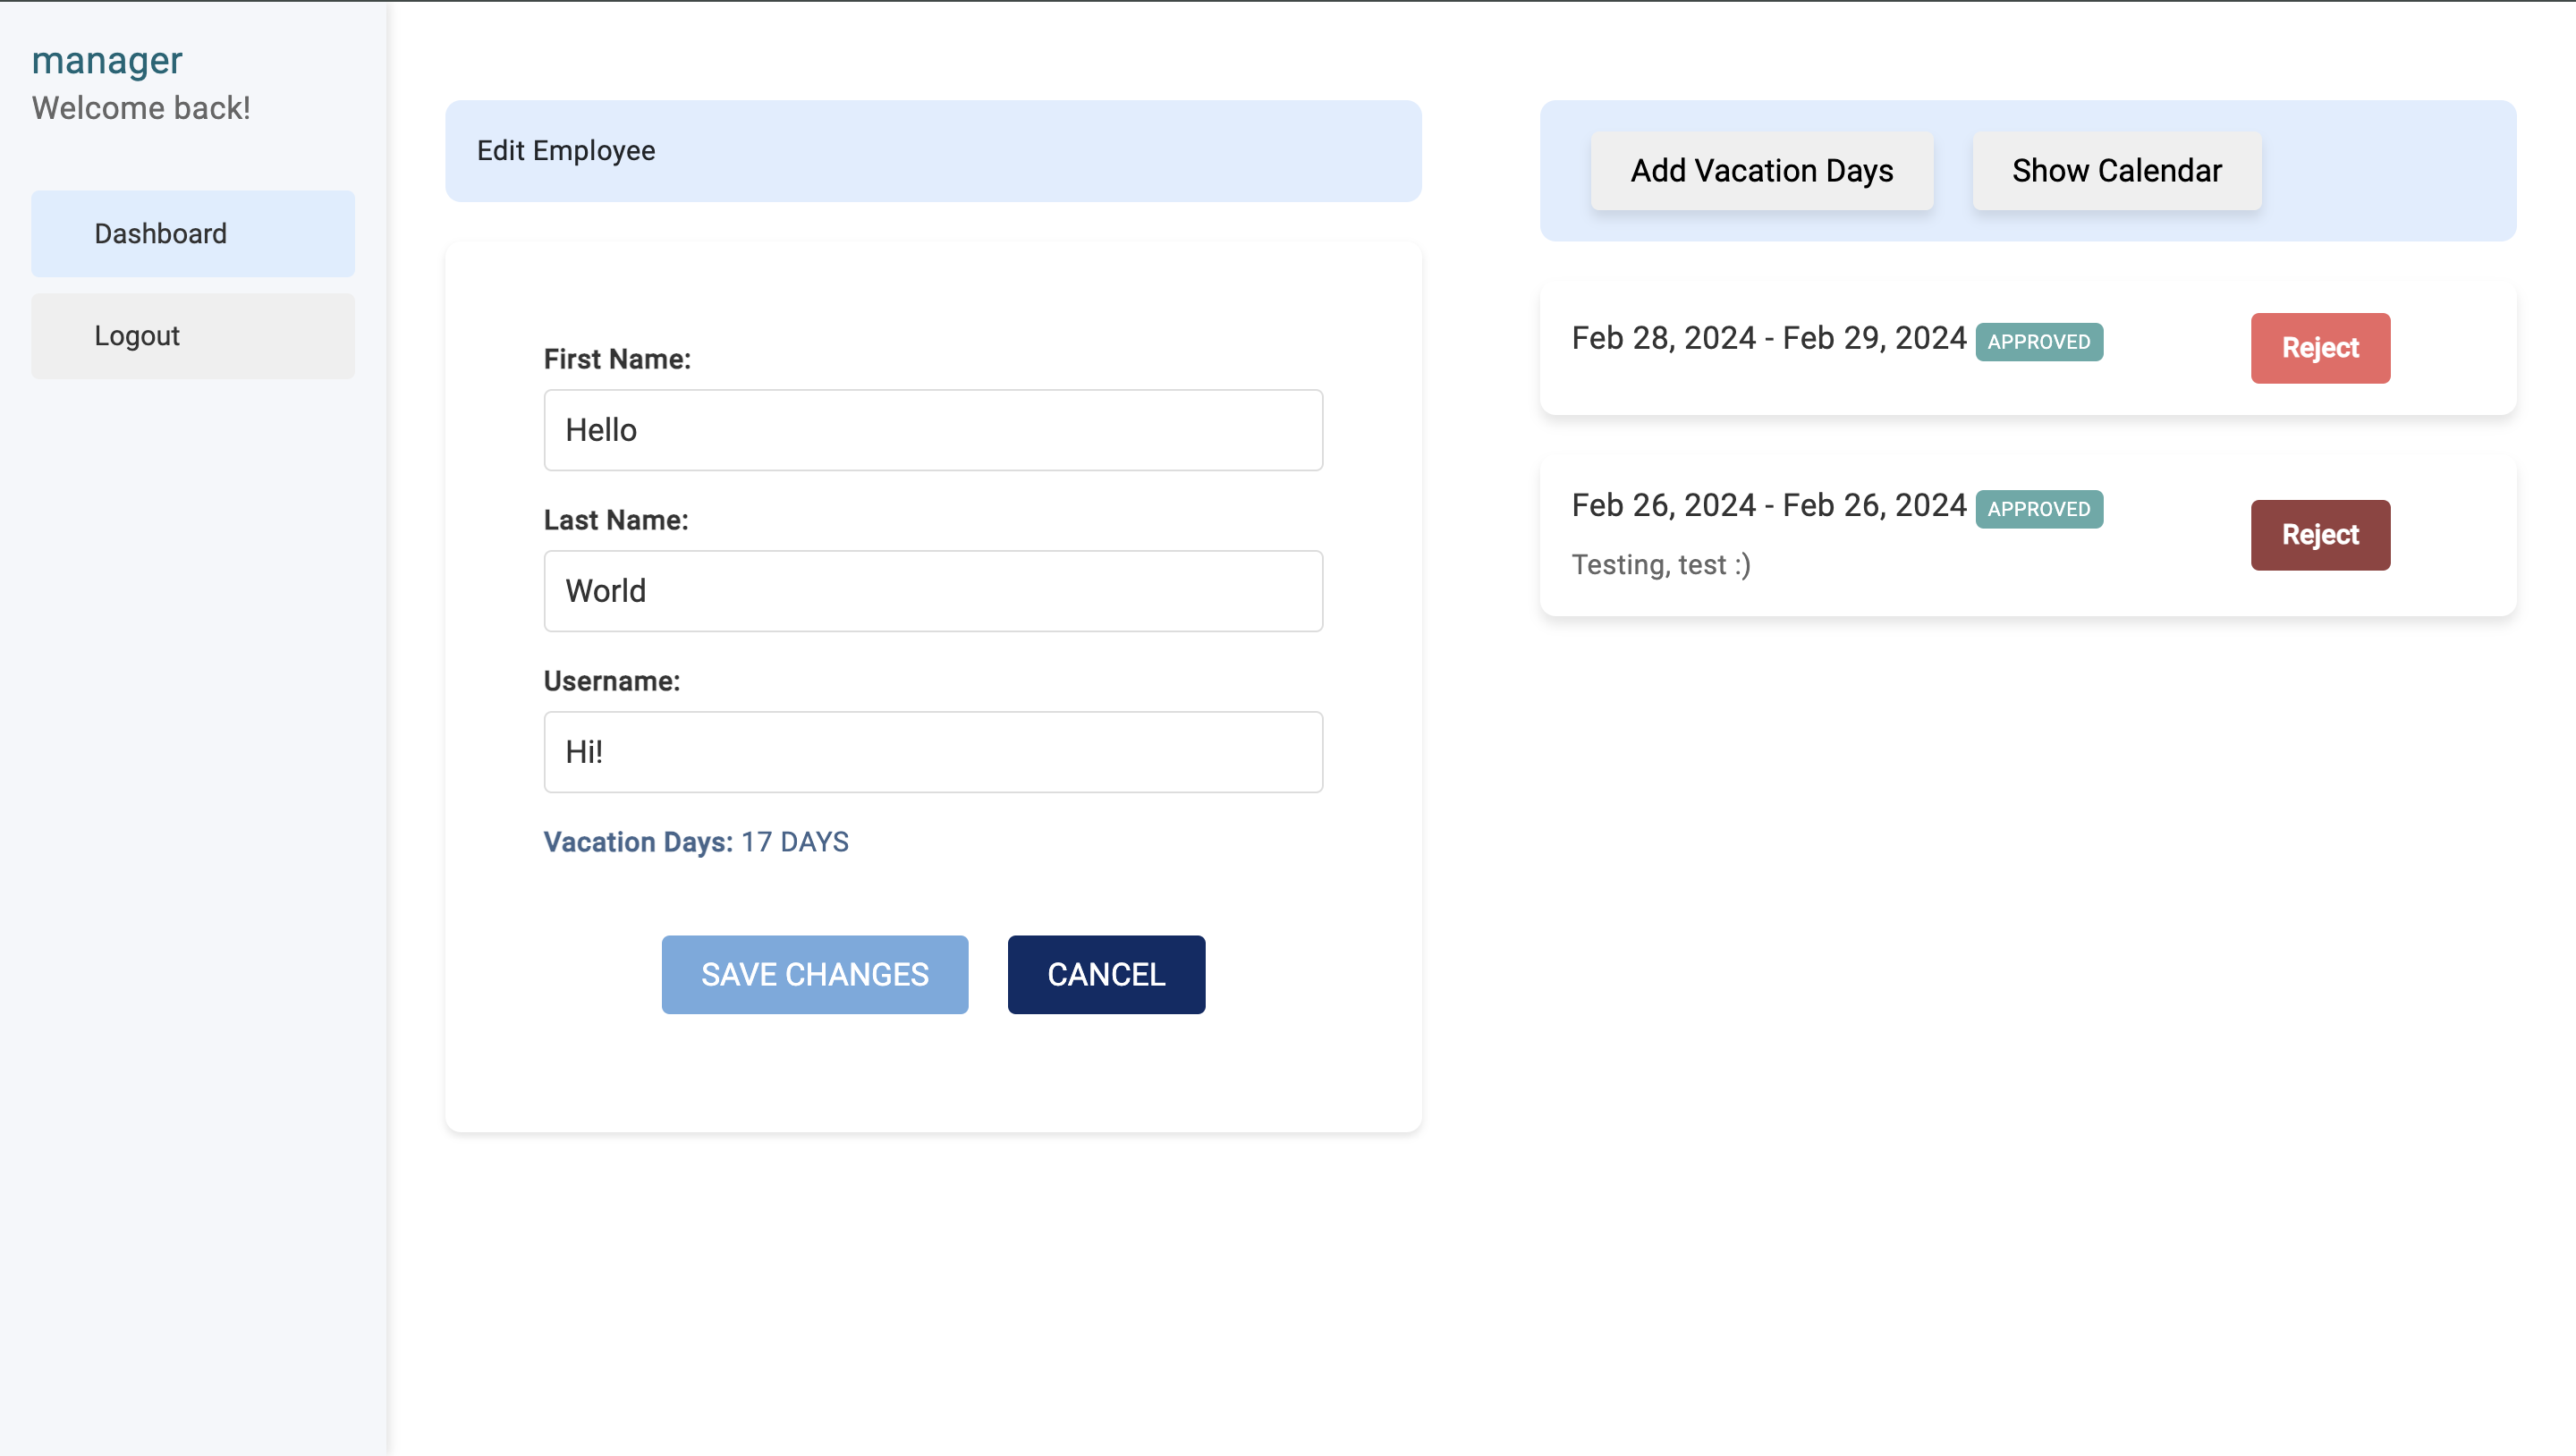 manager
Welcome back!
Dashboard
Logout
Edit Employee
First Name:
Hello
Last Name:
World
Username:
Hi!
Vacation Days: 17 DAYS
SAVE CHANGES CANCEL
Add Vacation Days Show Calendar
Feb 28, 2024 - Feb 29, 2024 APPROVED Reject
Feb 26, 2024 - Feb 26, 2024 APPROVED Reject
Testing, test :)